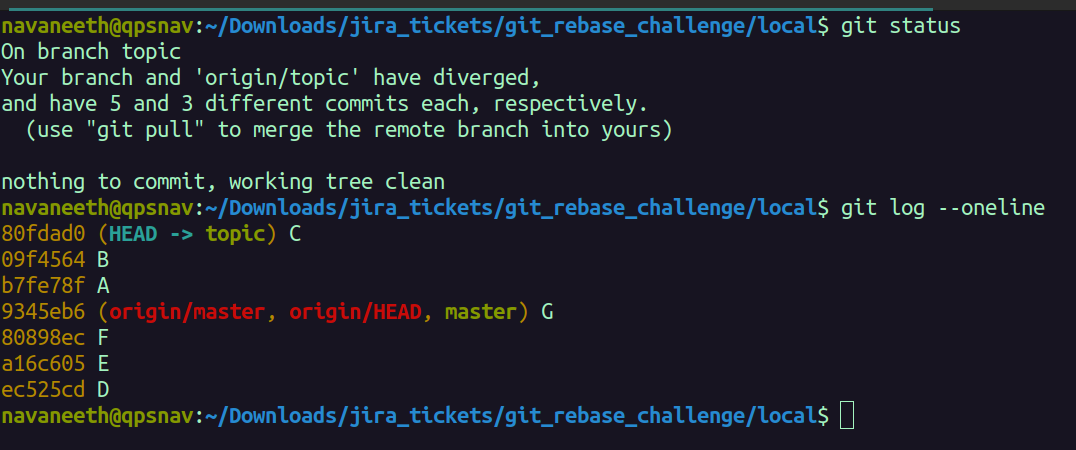 navaneeth@qpsnav:~/Downloads/jira_tickets/git_rebase_challenge/local$ git status
On branch topic
Your branch and 'origin/topic' have diverged,
and have 5 and 3 different commits each, respectively.
  (use "git pull" to merge the remote branch into yours)

nothing to commit, working tree clean
navaneeth@qpsnav:~/Downloads/jira_tickets/git_rebase_challenge/local$ git log --oneline
80fdad0 (HEAD -> topic) C
09f4564 B
b7fe78f A
9345eb6 (origin/master, origin/HEAD, master) G
80898ec F
a16c605 E
ec525cd D
navaneeth@qpsnav:~/Downloads/jira_tickets/git_rebase_challenge/local$